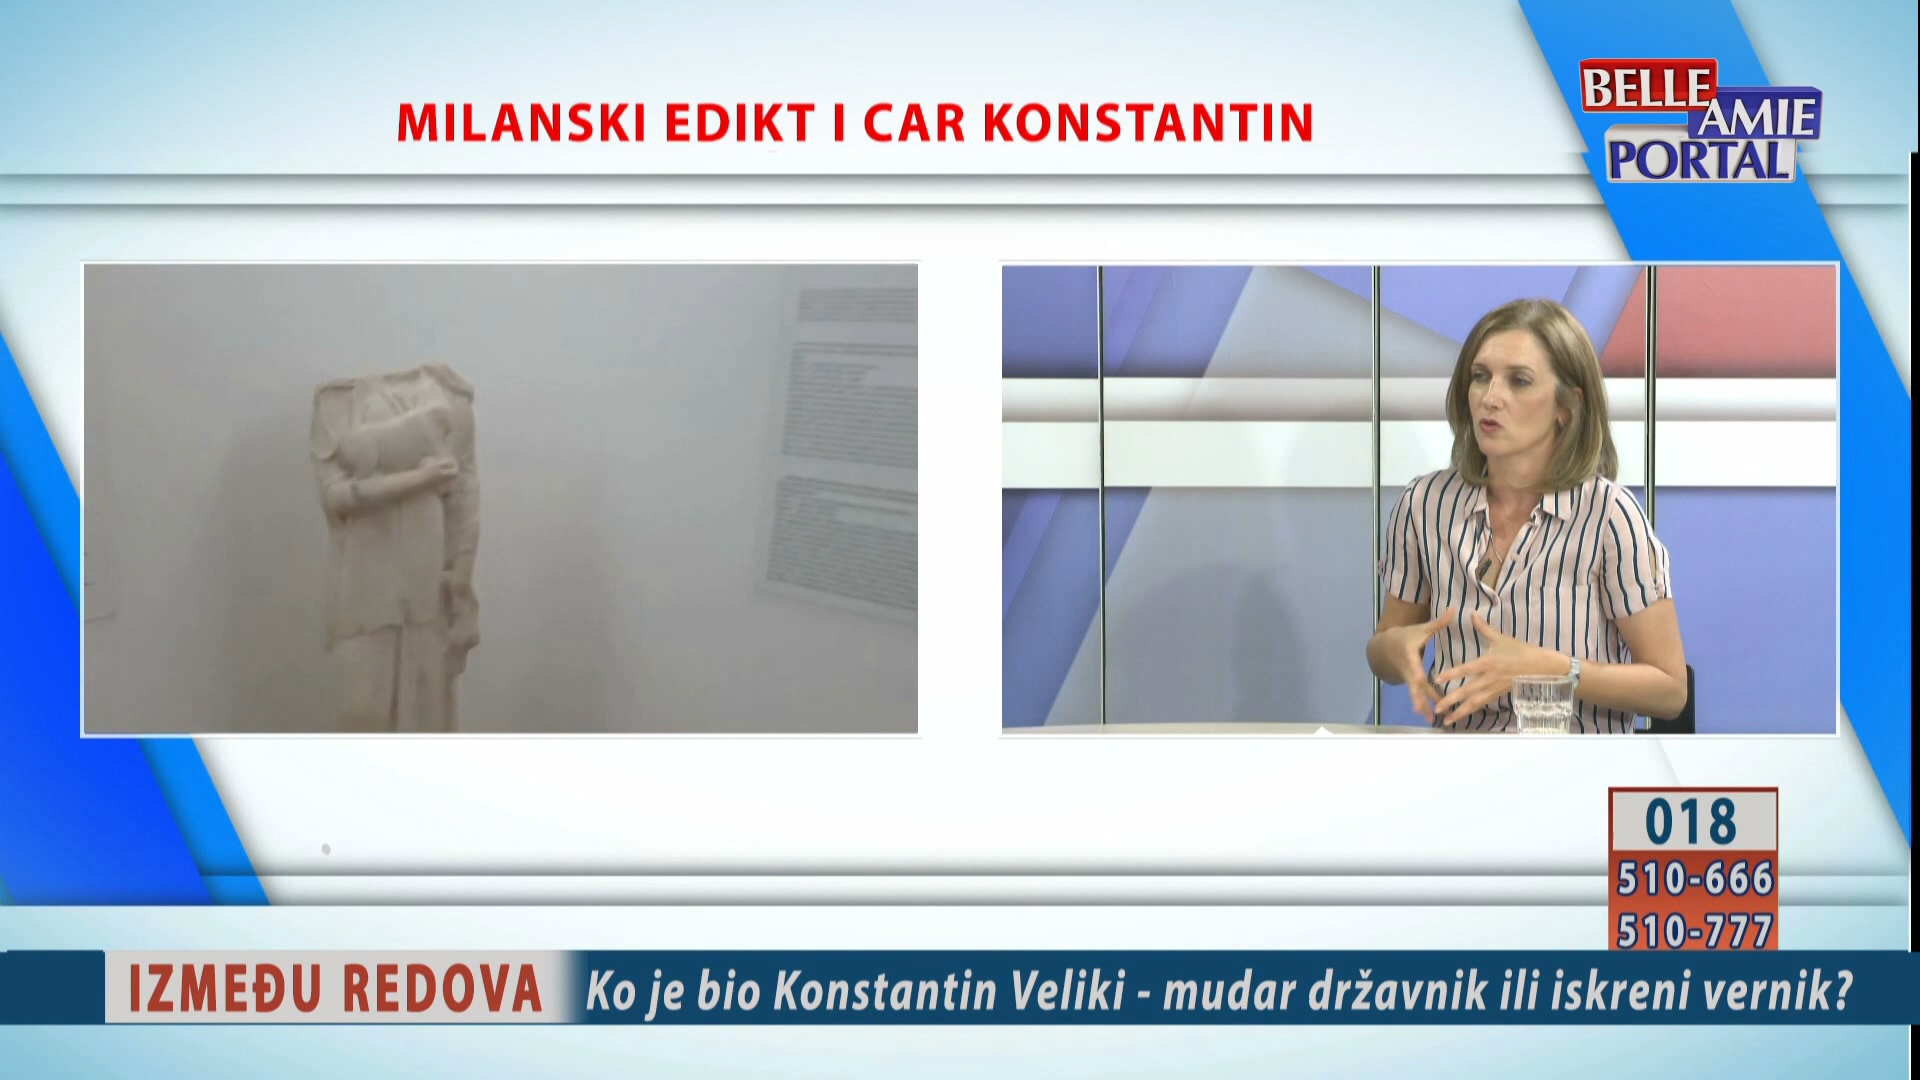 MILANSKI EDIKT I CAR KONSTANTIN
BELLE
AMIE
PORTAL
018
510-666
510-777
IZMEĐU REDOVA
Ko je bio Konstantin Veliki - mudar državnik ili iskreni vernik?